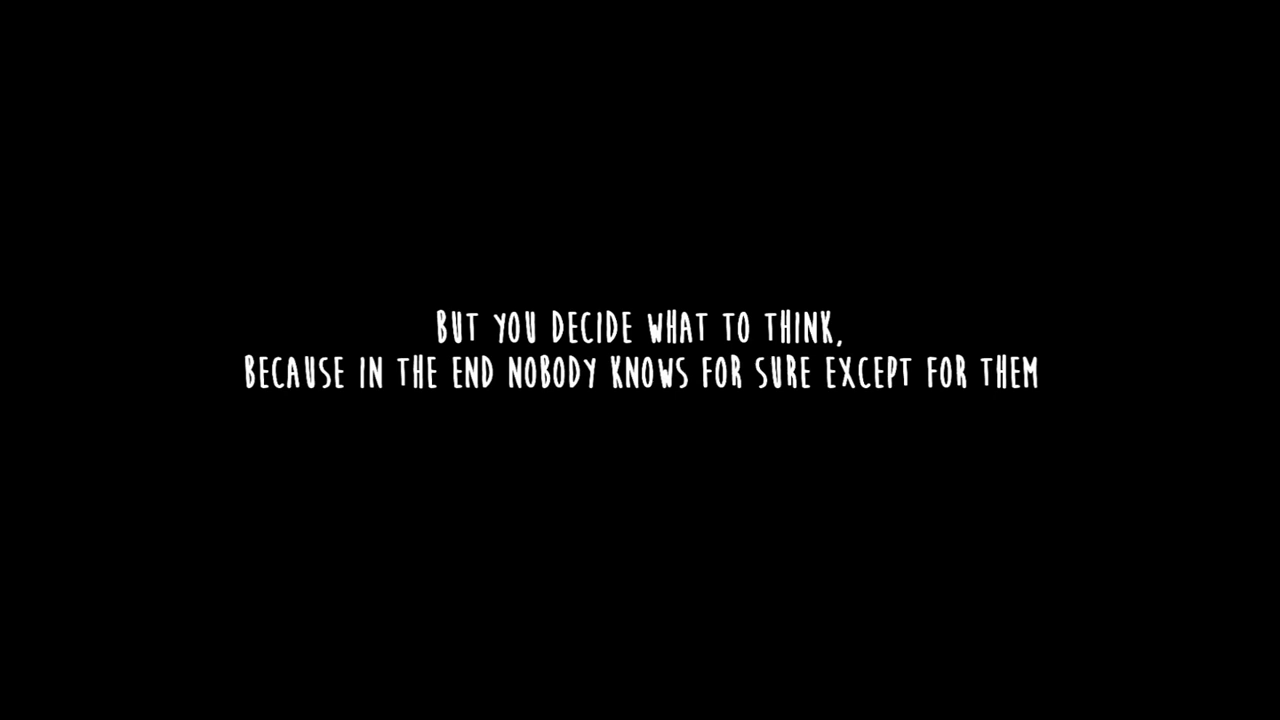 BUT YOU DECIDE WHAT TO THINK,
BECAUSE IN THE END NOBODY KNOWS FOR SURE EXCEPT FOR THEM